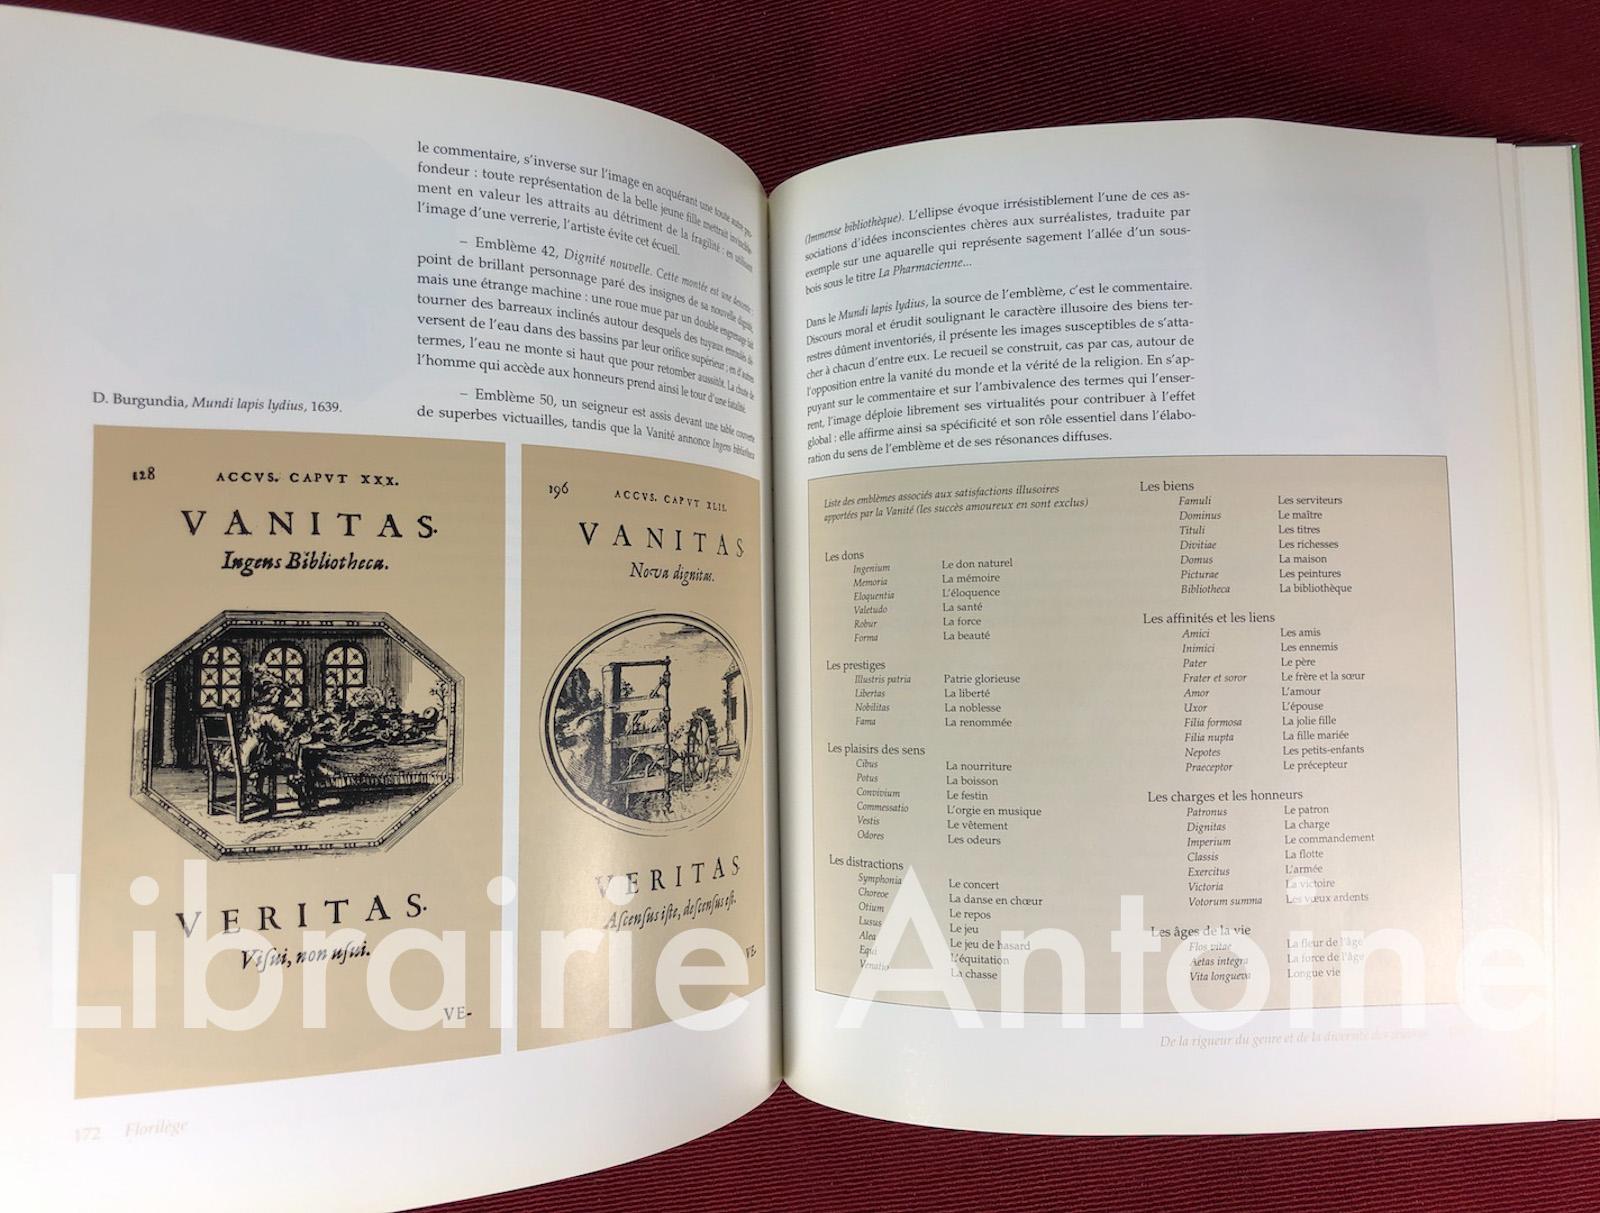 le commentaire, s'inverse sur l'image en acquérant une toute autre pro-
fondeur : toute représentation de la belle jeune fille mettrait invincible-
ment en valeur les attraits au détriment de la fragilité : en utilisant
l'image d'une verrerie, l'artiste évite cet écueil.
– Emblème 42, Dignité nouvelle. Cette montée est une descente :
point de brillant personnage paré des insignes de sa nouvelle dignité,
mais une étrange machine : une roue mue par un double engrenage fait
tourner des barreaux inclinés autour desquels des tuyaux enroulés dé-
versent de l'eau dans des bassins par leur orifice supérieur ; en d'autres
termes, l'eau ne monte si haut que pour retomber aussitôt. La chute de
l'homme qui accède aux honneurs prend ainsi le tour d'une fatalité.
– Emblème 50, un seigneur est assis devant une table couverte
de superbes victuailles, tandis que la Vanité annonce Ingens bibliotheca
D. Burgundia, Mundi lapis lydius, 1639.
128
ACCVS. CAPVT XXX.
VANITAS.
Ingens Bibliotheca.
VERITAS.
Visui, non usui.
VE-
196
ACCVS. CAPVT XLII.
VANITAS
Nova dignitas.
VERITAS
Ascensus iste, descensus est.
VE-
172 Florilège
(Immense bibliothèque). L'ellipse évoque irrésistiblement l'une de ces as-
sociations d'idées inconscientes chères aux surréalistes, traduite par
exemple sur une aquarelle qui représente sagement l'allée d'un sous-
bois sous le titre La Pharmacienne...
Dans le Mundi lapis lydius, la source de l'emblème, c'est le commentaire.
Discours moral et érudit soulignant le caractère illusoire des biens ter-
restres dûment inventoriés, il présente les images susceptibles de s'atta-
cher à chacun d'entre eux. Le recueil se construit, cas par cas, autour de
l'opposition entre la vanité du monde et la vérité de la religion. En s'ap-
puyant sur le commentaire et sur l'ambivalence des termes qui l'enser-
rent, l'image déploie librement ses virtualités pour contribuer à l'effet
global : elle affirme ainsi sa spécificité et son rôle essentiel dans l'élabo-
ration du sens de l'emblème et de ses résonances diffuses.
Liste des emblèmes associés aux satisfactions illusoires
apportées par la Vanité (les succès amoureux en sont exclus)
Les dons
Ingenium Le don naturel
Memoria La mémoire
Eloquentia L'éloquence
Valetudo La santé
Robur La force
Forma La beauté
Les prestiges
Illustris patria Patrie glorieuse
Libertas La liberté
Nobilitas La noblesse
Fama La renommée
Les plaisirs des sens
Cibus La nourriture
Potus La boisson
Convivium Le festin
Commessatio L'orgie en musique
Vestis Le vêtement
Odores Les odeurs
Les distractions
Symphonia Le concert
Choreoe La danse en chœur
Otium Le repos
Lusus Le jeu
Alea Le jeu de hasard
Equi L'équitation
Venatio La chasse
Les biens
Famuli Les serviteurs
Dominus Le maître
Tituli Les titres
Divitiae Les richesses
Domus La maison
Picturae Les peintures
Bibliotheca La bibliothèque
Les affinités et les liens
Amici Les amis
Inimici Les ennemis
Pater Le père
Frater et soror Le frère et la sœur
Amor L'amour
Uxor L'épouse
Filia formosa La jolie fille
Filia nupta La fille mariée
Nepotes Les petits-enfants
Praeceptor Le précepteur
Les charges et les honneurs
Patronus Le patron
Dignitas La charge
Imperium Le commandement
Classis La flotte
Exercitus L'armée
Victoria La victoire
Votorum summa Les vœux ardents
Les âges de la vie
Flos vitae La fleur de l'âge
Aetas integra La force de l'âge
Vita longueva Longue vie
De la rigueur du genre et de la diversité des
Librairie Antoine